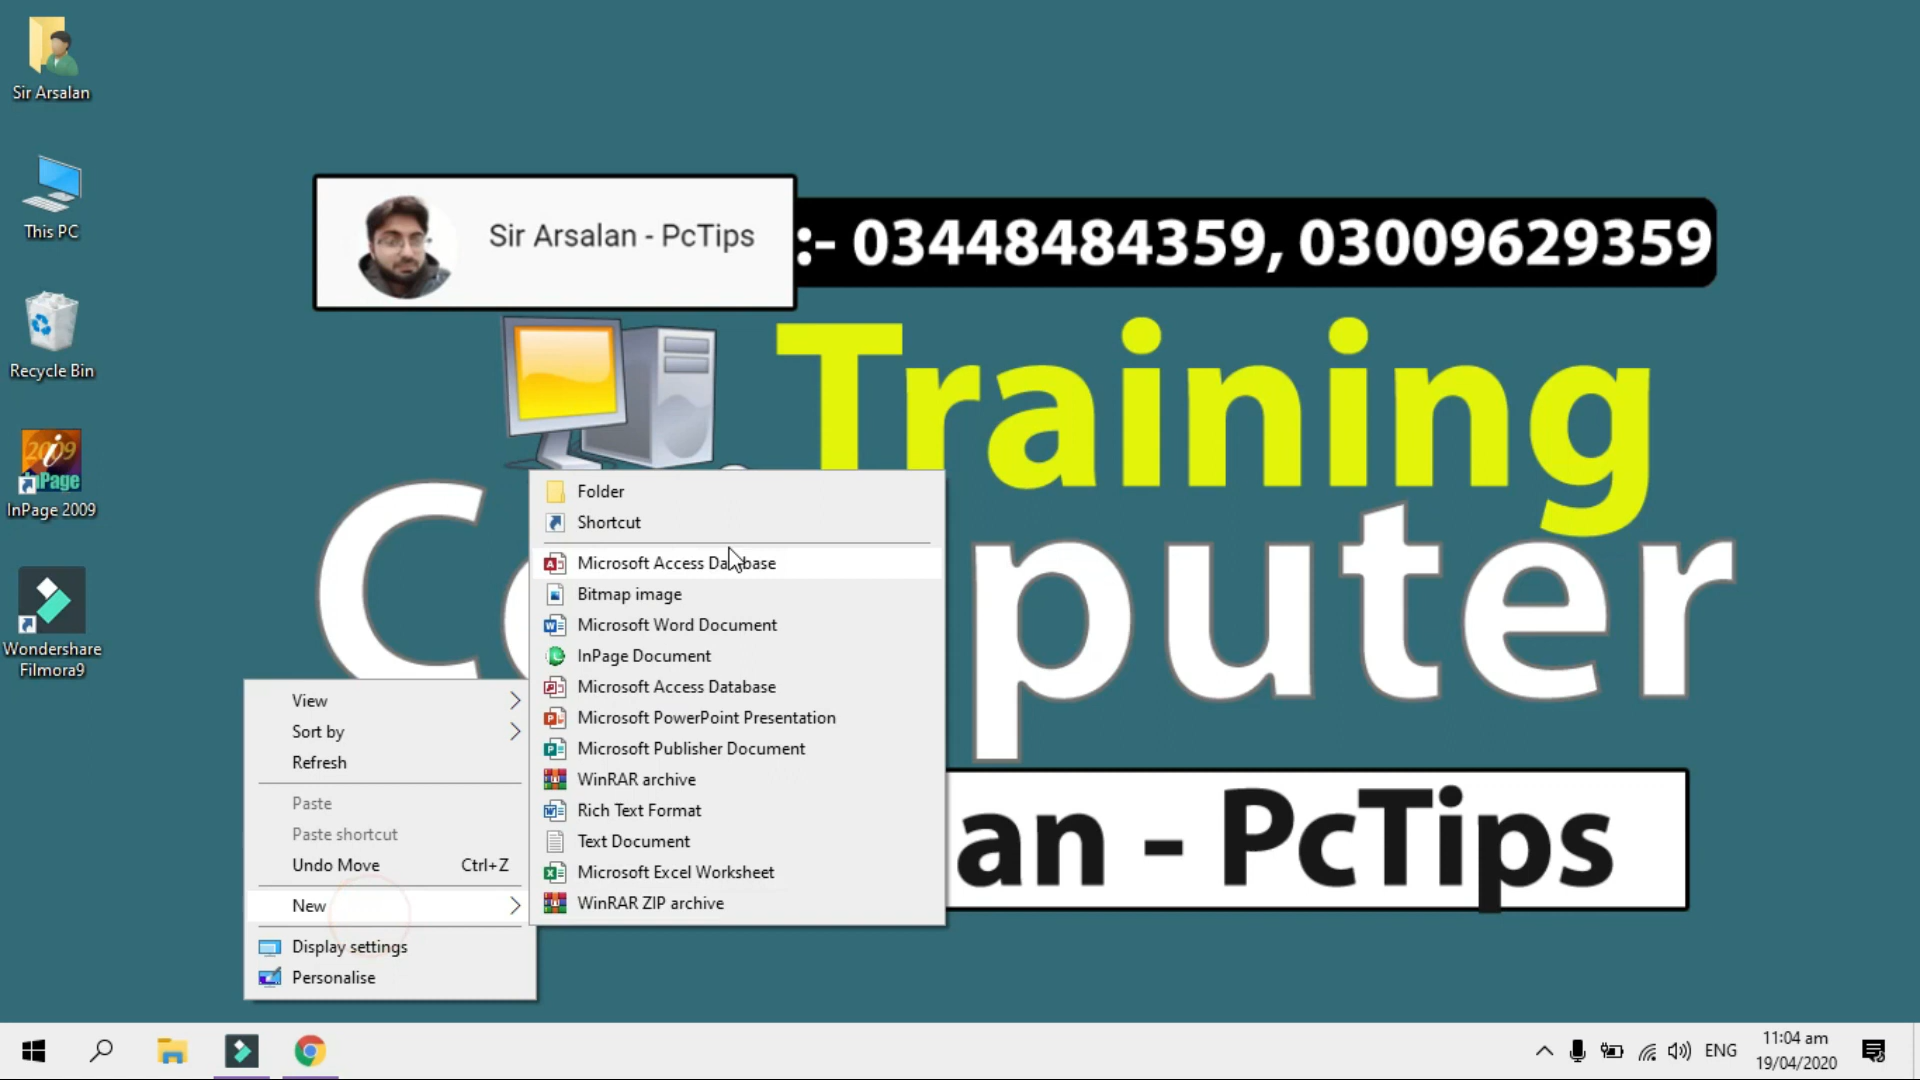 Sir Arsalan
This PC
Recycle Bin
2009
InPage
InPage 2009
Wondershare
Filmora9
Sir Arsalan - PcTips
:- 03448484359, 03009629359
Training
puter
an - PcTips
View
Sort by
Refresh
Paste
Paste shortcut
Undo Move Ctrl+Z
New
Display settings
Personalise
Folder
Shortcut
Microsoft Access Database
Bitmap image
Microsoft Word Document
InPage Document
Microsoft Access Database
Microsoft PowerPoint Presentation
Microsoft Publisher Document
WinRAR archive
Rich Text Format
Text Document
Microsoft Excel Worksheet
WinRAR ZIP archive
ENG
11:04 am
19/04/2020